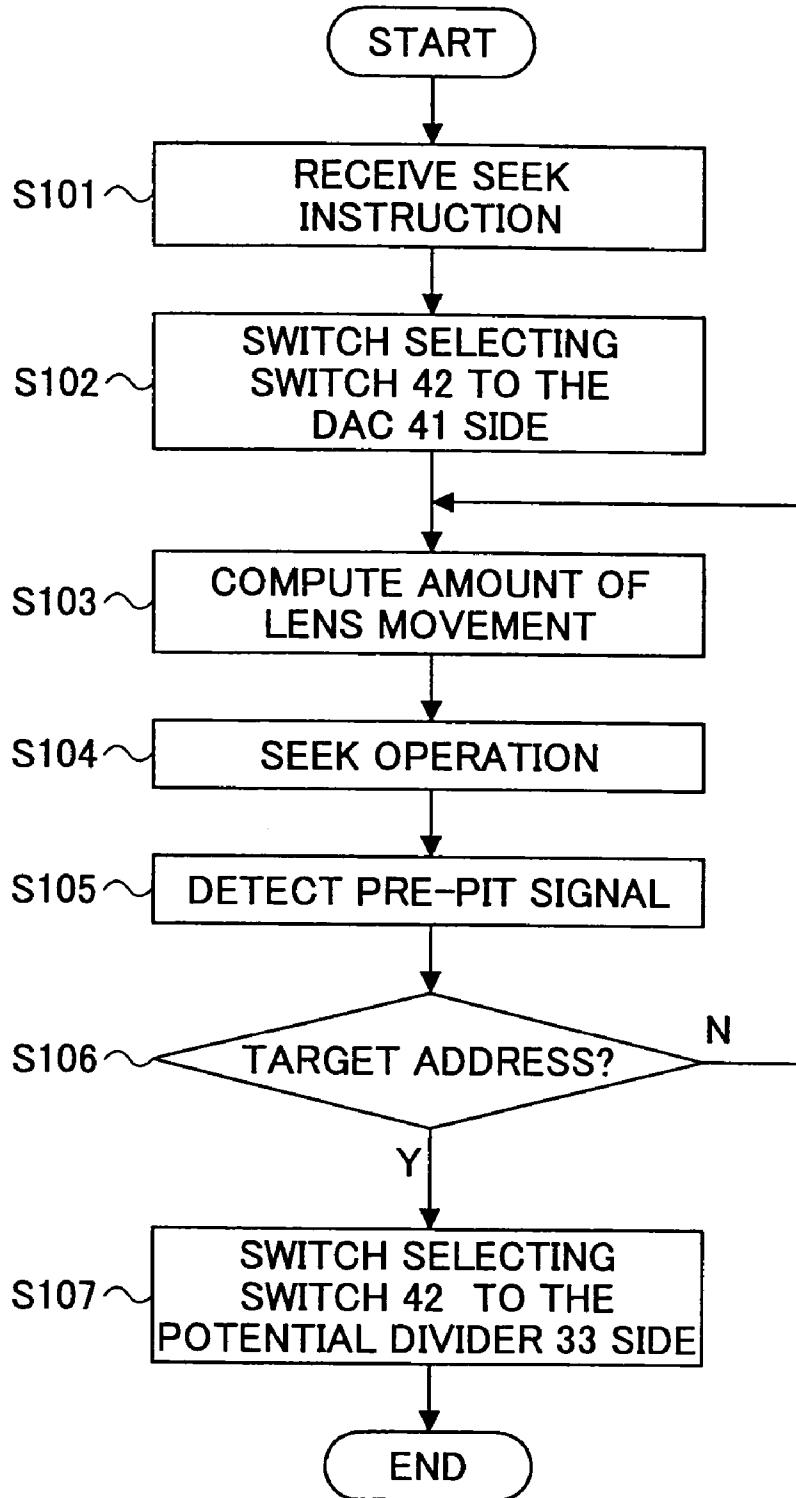 START
S101
RECEIVE SEEK
INSTRUCTION
S102
SWITCH SELECTING
SWITCH 42 TO THE
DAC 41 SIDE
S103
COMPUTE AMOUNT OF
LENS MOVEMENT
S104
SEEK OPERATION
S105
DETECT PRE-PIT SIGNAL
S106
TARGET ADDRESS?
N
Y
S107
SWITCH SELECTING
SWITCH 42 TO THE
POTENTIAL DIVIDER 33 SIDE
END